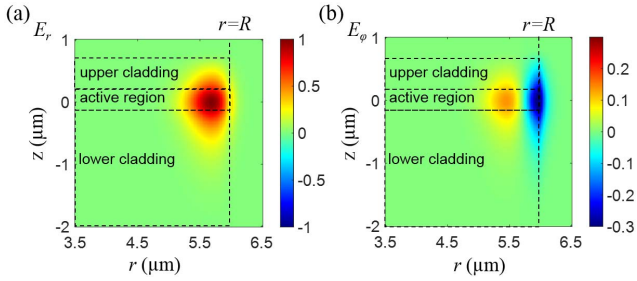 (a)
E_r
r=R
1
upper cladding
active region
0
lower cladding
-1
-2
z (μm)
3.5 4.5 5.5 6.5
r (μm)
1
0.5
0
-0.5
-1
(b)
E_φ
r=R
1
upper cladding
active region
0
lower cladding
-1
-2
z (μm)
3.5 4.5 5.5 6.5
r (μm)
0.2
0.1
0
-0.1
-0.2
-0.3